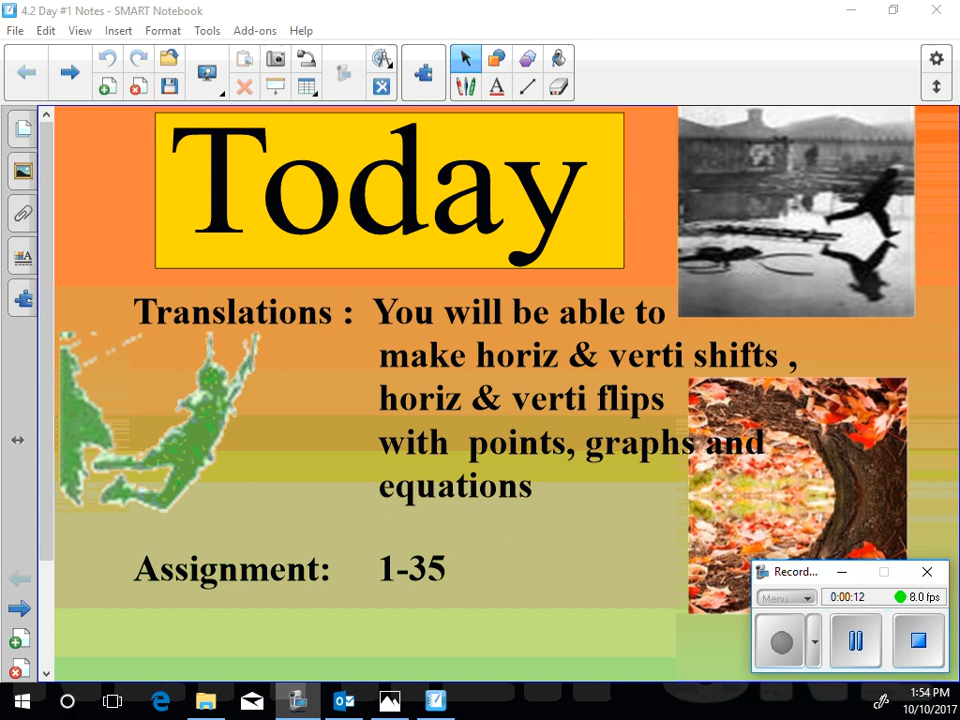 4.2 Day #1 Notes - SMART Notebook
File Edit View Insert Format Tools Add-ons Help
Today
Translations : You will be able to
make horiz & verti shifts ,
horiz & verti flips
with points, graphs and
equations
Assignment: 1-35
Record...
Menu 0:00:12 8.0 fps
1:54 PM
10/10/2017